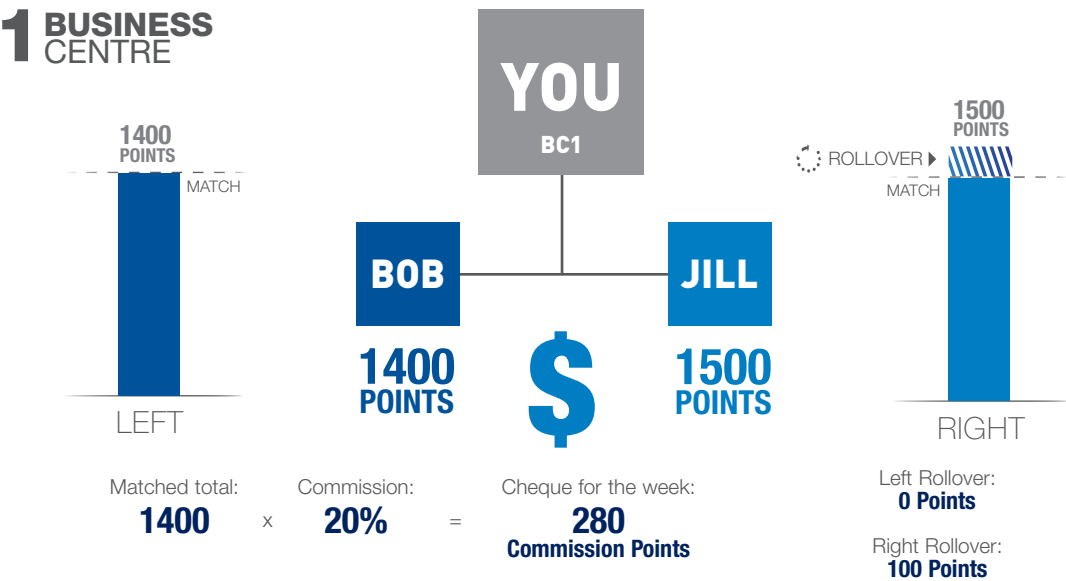 1 BUSINESS
CENTRE
YOU
BC1
1400
POINTS
MATCH
LEFT
BOB
1400
POINTS
$
JILL
1500
POINTS
1500
POINTS
ROLLOVER
MATCH
RIGHT
Matched total:
1400
x
Commission:
20%
=
Cheque for the week:
280
Commission Points
Left Rollover:
0 Points
Right Rollover:
100 Points